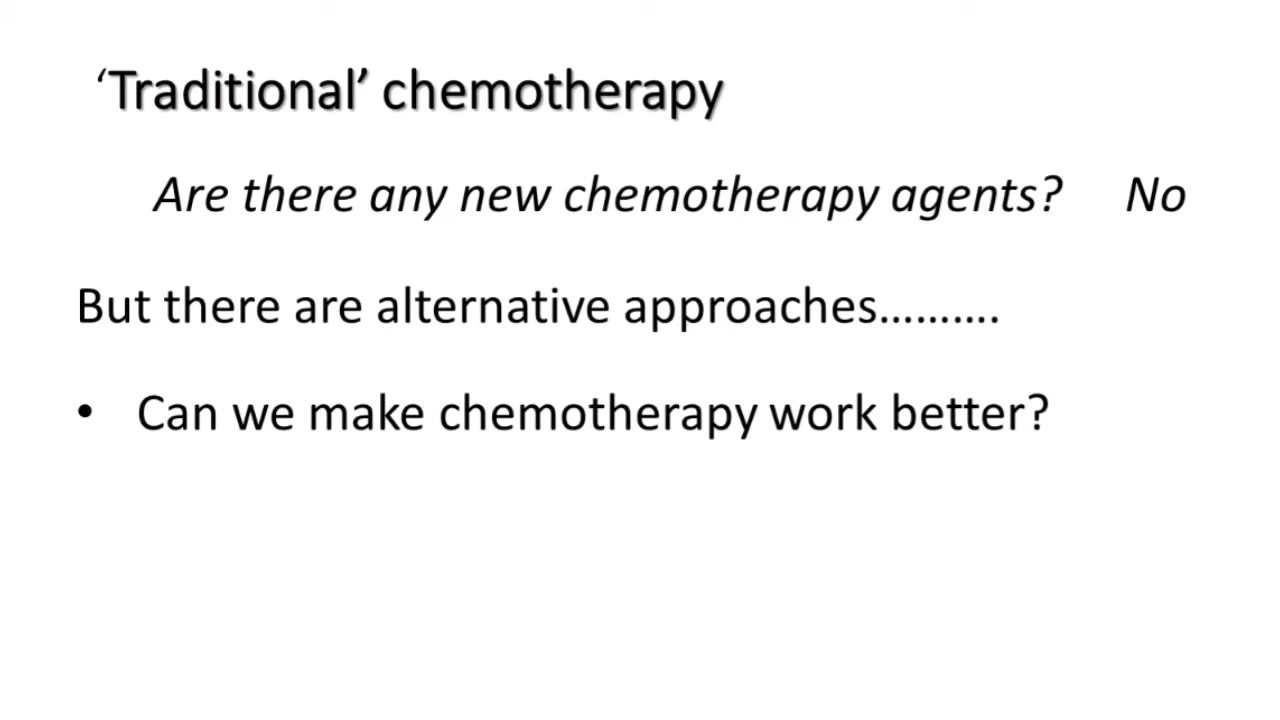 ‘Traditional’ chemotherapy
Are there any new chemotherapy agents? No
But there are alternative approaches……….
• Can we make chemotherapy work better?